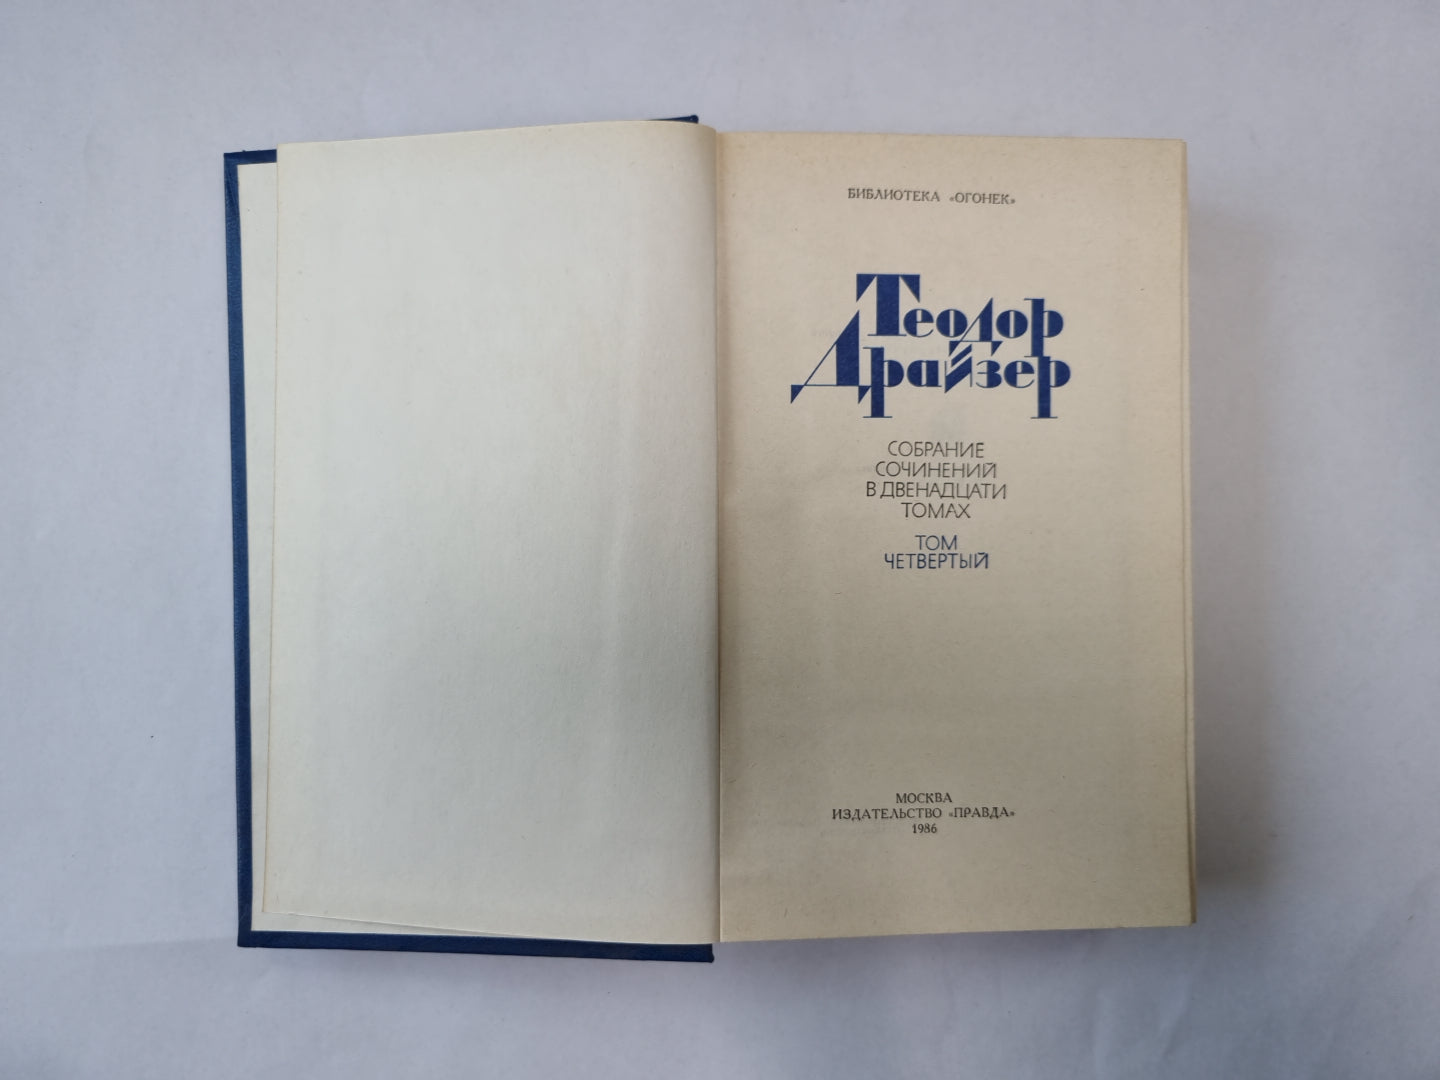 БИБЛИОТЕКА «ОГОНЕК»
Теодор
Драйзер
СОБРАНИЕ
СОЧИНЕНИЙ
В ДВЕНАДЦАТИ
ТОМАХ
ТОМ
ЧЕТВЕРТЫЙ
МОСКВА
ИЗДАТЕЛЬСТВО «ПРАВДА»
1986